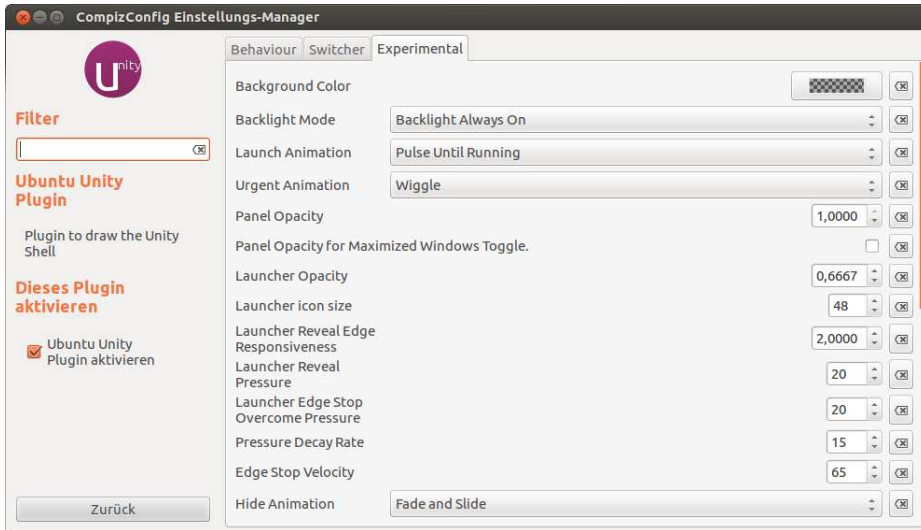 CompizConfig Einstellungs-Manager
Unity
Filter
Ubuntu Unity
Plugin
Plugin to draw the Unity
Shell
Dieses Plugin
aktivieren
Ubuntu Unity
Plugin aktivieren
Zurück
Behaviour Switcher Experimental
Background Color
Backlight Mode Backlight Always On
Launch Animation Pulse Until Running
Urgent Animation Wiggle
Panel Opacity 1,0000
Panel Opacity for Maximized Windows Toggle.
Launcher Opacity 0,6667
Launcher icon size 48
Launcher Reveal Edge
Responsiveness 2,0000
Launcher Reveal
Pressure 20
Launcher Edge Stop
Overcome Pressure 20
Pressure Decay Rate 15
Edge Stop Velocity 65
Hide Animation Fade and Slide